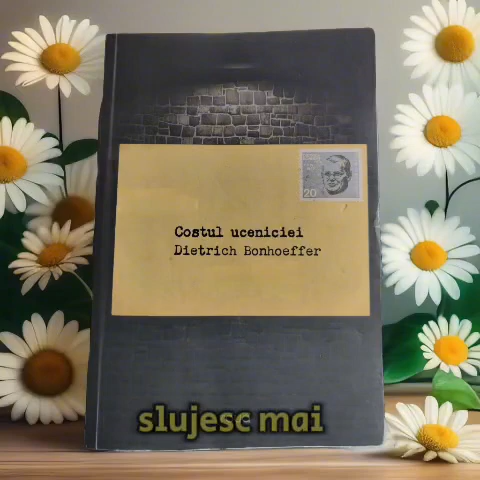 20
Costul uceniciei
Dietrich Bonhoeffer
slujesc mai